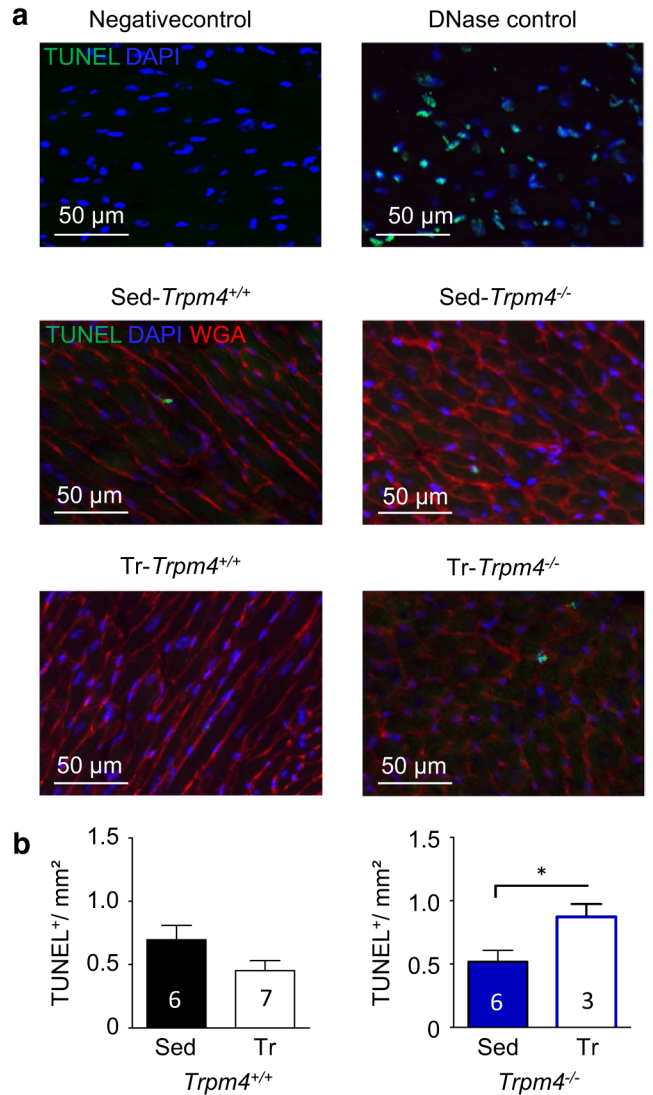 a
Negativecontrol
DNase control
TUNEL DAPI
50 µm
50 µm
Sed-Trpm4+/+
Sed-Trpm4-/-
TUNEL DAPI WGA
50 µm
50 µm
Tr-Trpm4+/+
Tr-Trpm4-/-
50 µm
50 µm
b
TUNEL+/ mm²
1.5
1.0
0.5
0
6
7
Sed
Tr
Trpm4+/+
TUNEL+/ mm²
1.5
1.0
0.5
0
*
6
3
Sed
Tr
Trpm4-/-